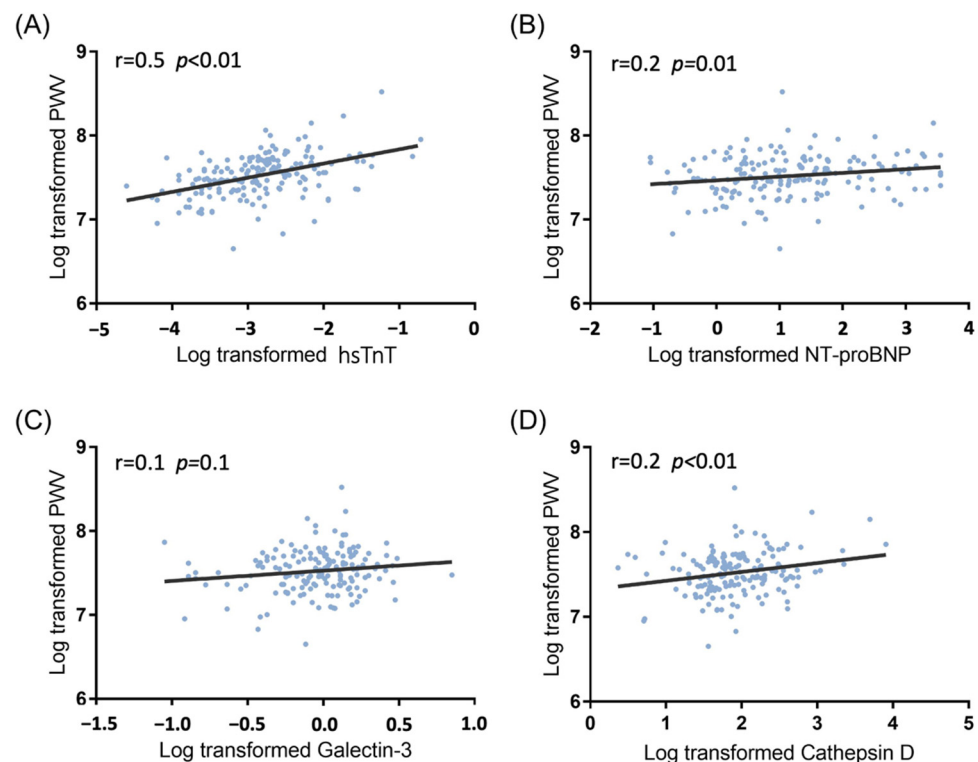 (A)
r=0.5 p<0.01
Log transformed PWV
9
8
7
6
−5 −4 −3 −2 −1 0
Log transformed hsTnT
(B)
r=0.2 p=0.01
Log transformed PWV
9
8
7
6
−2 −1 0 1 2 3 4
Log transformed NT-proBNP
(C)
r=0.1 p=0.1
Log transformed PWV
9
8
7
6
−1.5 −1.0 −0.5 0.0 0.5 1.0
Log transformed Galectin-3
(D)
r=0.2 p<0.01
Log transformed PWV
9
8
7
6
0 1 2 3 4 5
Log transformed Cathepsin D